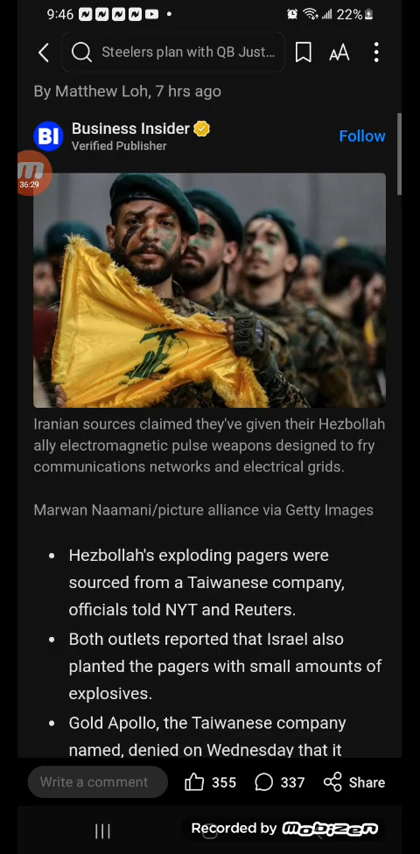 9:46
22%
Steelers plan with QB Just...
AA
By Matthew Loh, 7 hrs ago
BI
Business Insider
Verified Publisher
Follow
36:29
Iranian sources claimed they've given their Hezbollah
ally electromagnetic pulse weapons designed to fry
communications networks and electrical grids.
Marwan Naamani/picture alliance via Getty Images
• Hezbollah's exploding pagers were
sourced from a Taiwanese company,
officials told NYT and Reuters.
• Both outlets reported that Israel also
planted the pagers with small amounts of
explosives.
• Gold Apollo, the Taiwanese company
named, denied on Wednesday that it
Write a comment
355
337
Share
Recorded by mobizen